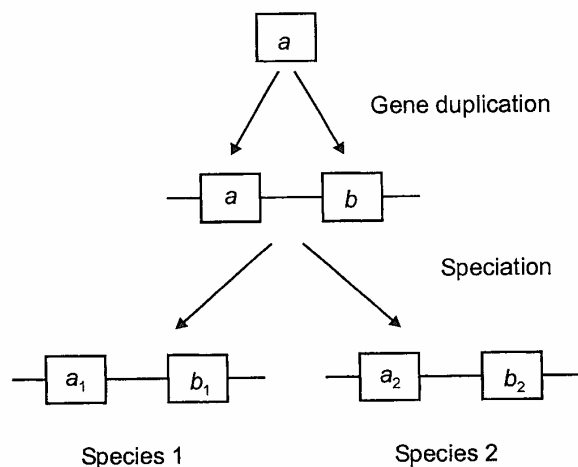 a
Gene duplication
a b
Speciation
a₁ b₁ a₂ b₂
Species 1 Species 2